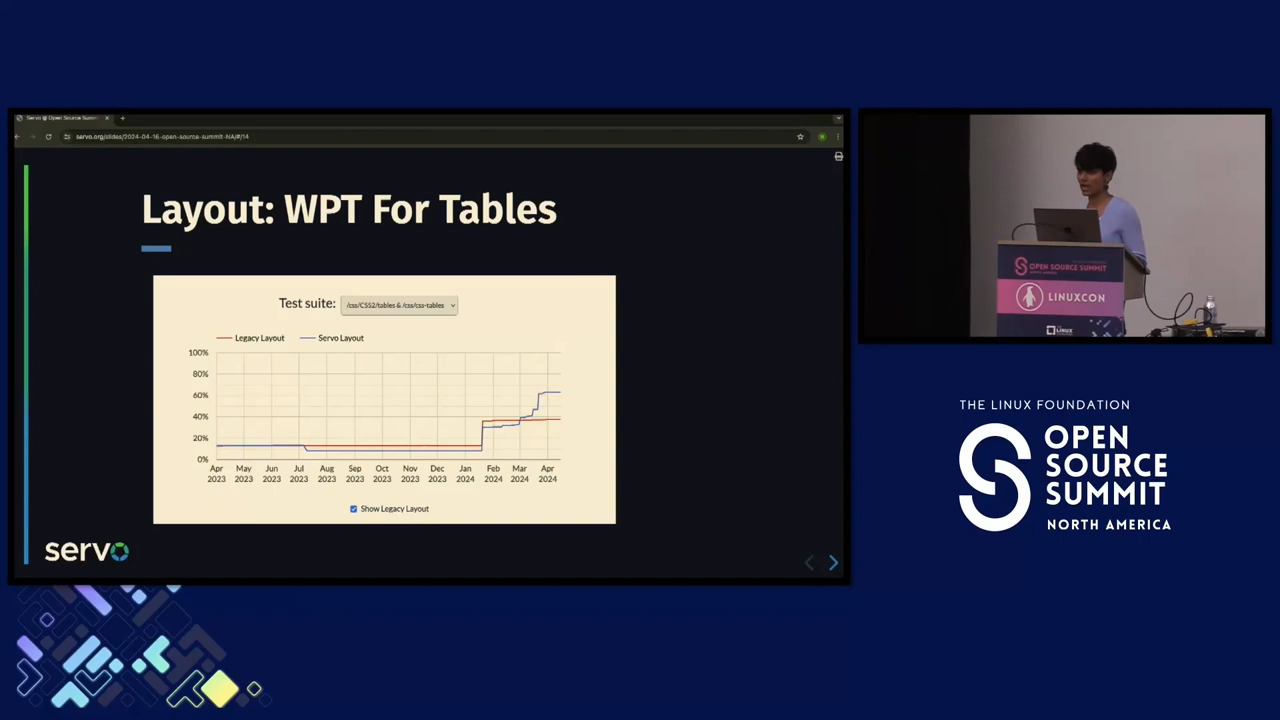 Servo @ Open Source Summ
servo.org/slides/2024-04-16-open-source-summit-NA/#/14
Layout: WPT For Tables
Test suite: /css/CSS2/tables & /css/css-tables
Legacy Layout Servo Layout
100%
80%
60%
40%
20%
0%
Apr May Jun Jul Aug Sep Oct Nov Dec Jan Feb Mar Apr
2023 2023 2023 2023 2023 2023 2023 2023 2023 2024 2024 2024 2024
Show Legacy Layout
servo
OPEN SOURCE SUMMIT
LINUXCON
THE LINUX FOUNDATION
OPEN
SOURCE
SUMMIT
NORTH AMERICA